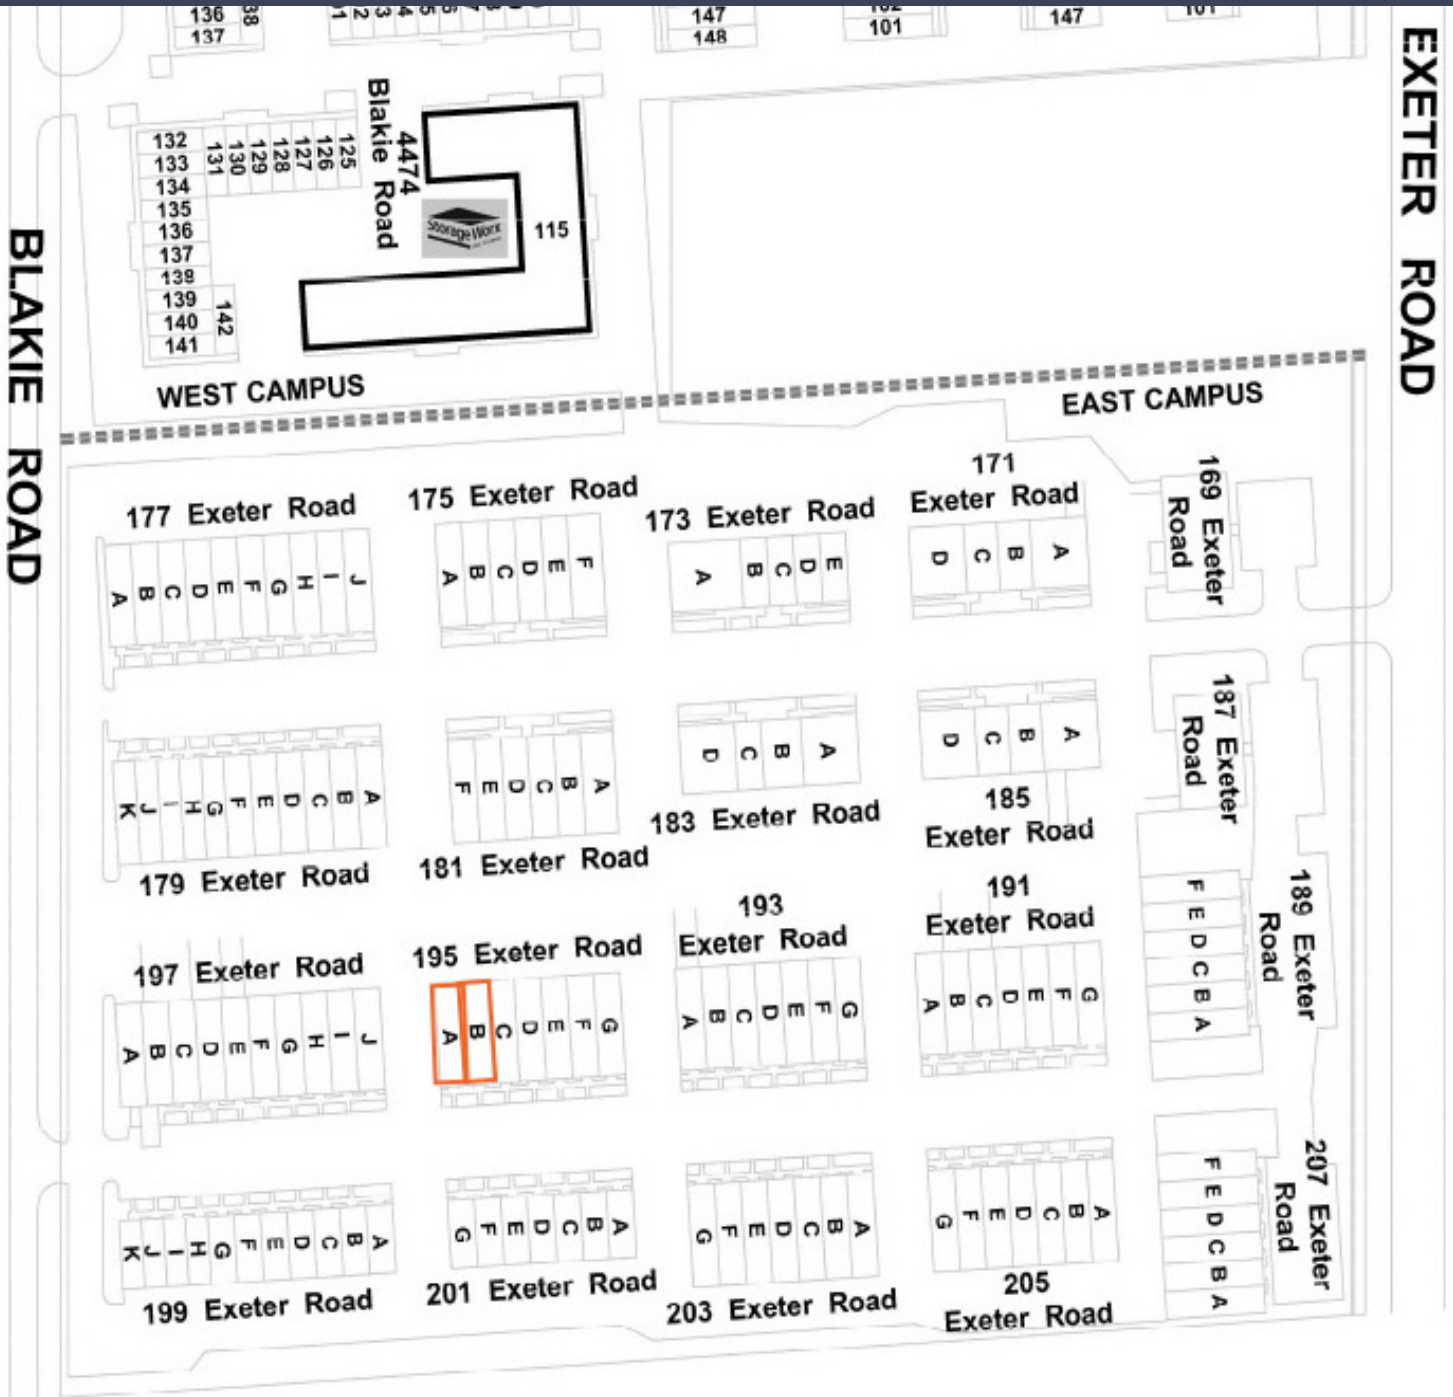 136
137
38
147
148
101
147
EXETER ROAD
BLAKIE ROAD
132
133
134
135
136
137
138
139
140
141
131
130
129
128
127
126
125
142
4474
Blakie Road
StorageWorx
115
WEST CAMPUS
EAST CAMPUS
177 Exeter Road
A B C D E F G H I J
175 Exeter Road
A B C D E F
173 Exeter Road
A B C D E
171
Exeter Road
D C B A
169 Exeter
Road
K J I H G F E D C B A
179 Exeter Road
F E D C B A
181 Exeter Road
D C B A
183 Exeter Road
D C B A
185
Exeter Road
187 Exeter
Road
197 Exeter Road
A B C D E F G H I J
195 Exeter Road
A B C D E F G
193
Exeter Road
A B C D E F G
191
Exeter Road
A B C D E F G
189 Exeter
Road
F
E
D
C
B
A
K J I H G F E D C B A
199 Exeter Road
G F E D C B A
201 Exeter Road
G F E D C B A
203 Exeter Road
G F E D C B A
205
Exeter Road
207 Exeter
Road
F
E
D
C
B
A